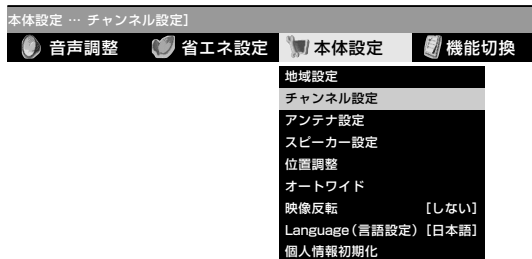 本体設定 … チャンネル設定]
音声調整 省エネ設定 本体設定 機能切換
地域設定
チャンネル設定
アンテナ設定
スピーカー設定
位置調整
オートワイド
映像反転 [しない]
Language(言語設定) [日本語]
個人情報初期化